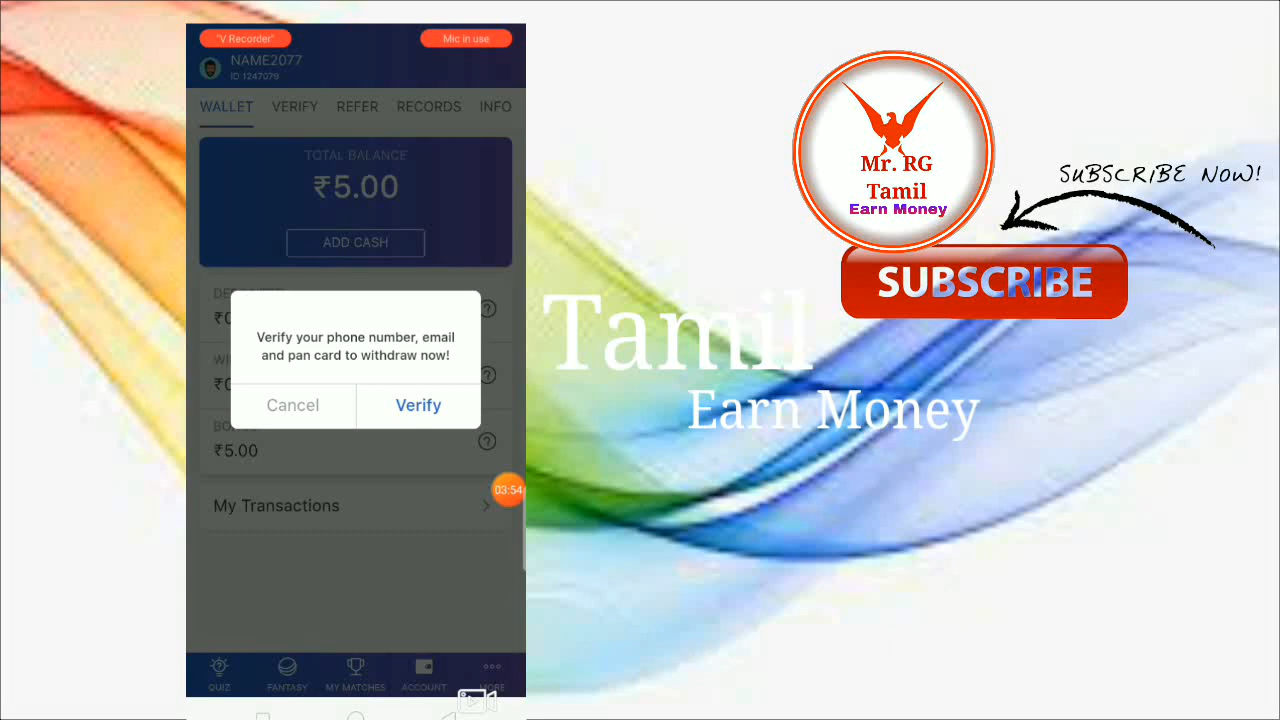 "V Recorder"
Mic in use
NAME2077
ID 1247079
WALLET VERIFY REFER RECORDS INFO
TOTAL BALANCE
₹5.00
ADD CASH
Verify your phone number, email
and pan card to withdraw now!
Cancel
Verify
₹5.00
03:54
My Transactions
QUIZ
FANTASY
MY MATCHES
ACCOUNT
MORE
Mr. RG
Tamil
Earn Money
SUBSCRIBE NOW!
SUBSCRIBE
Tamil
Earn Money